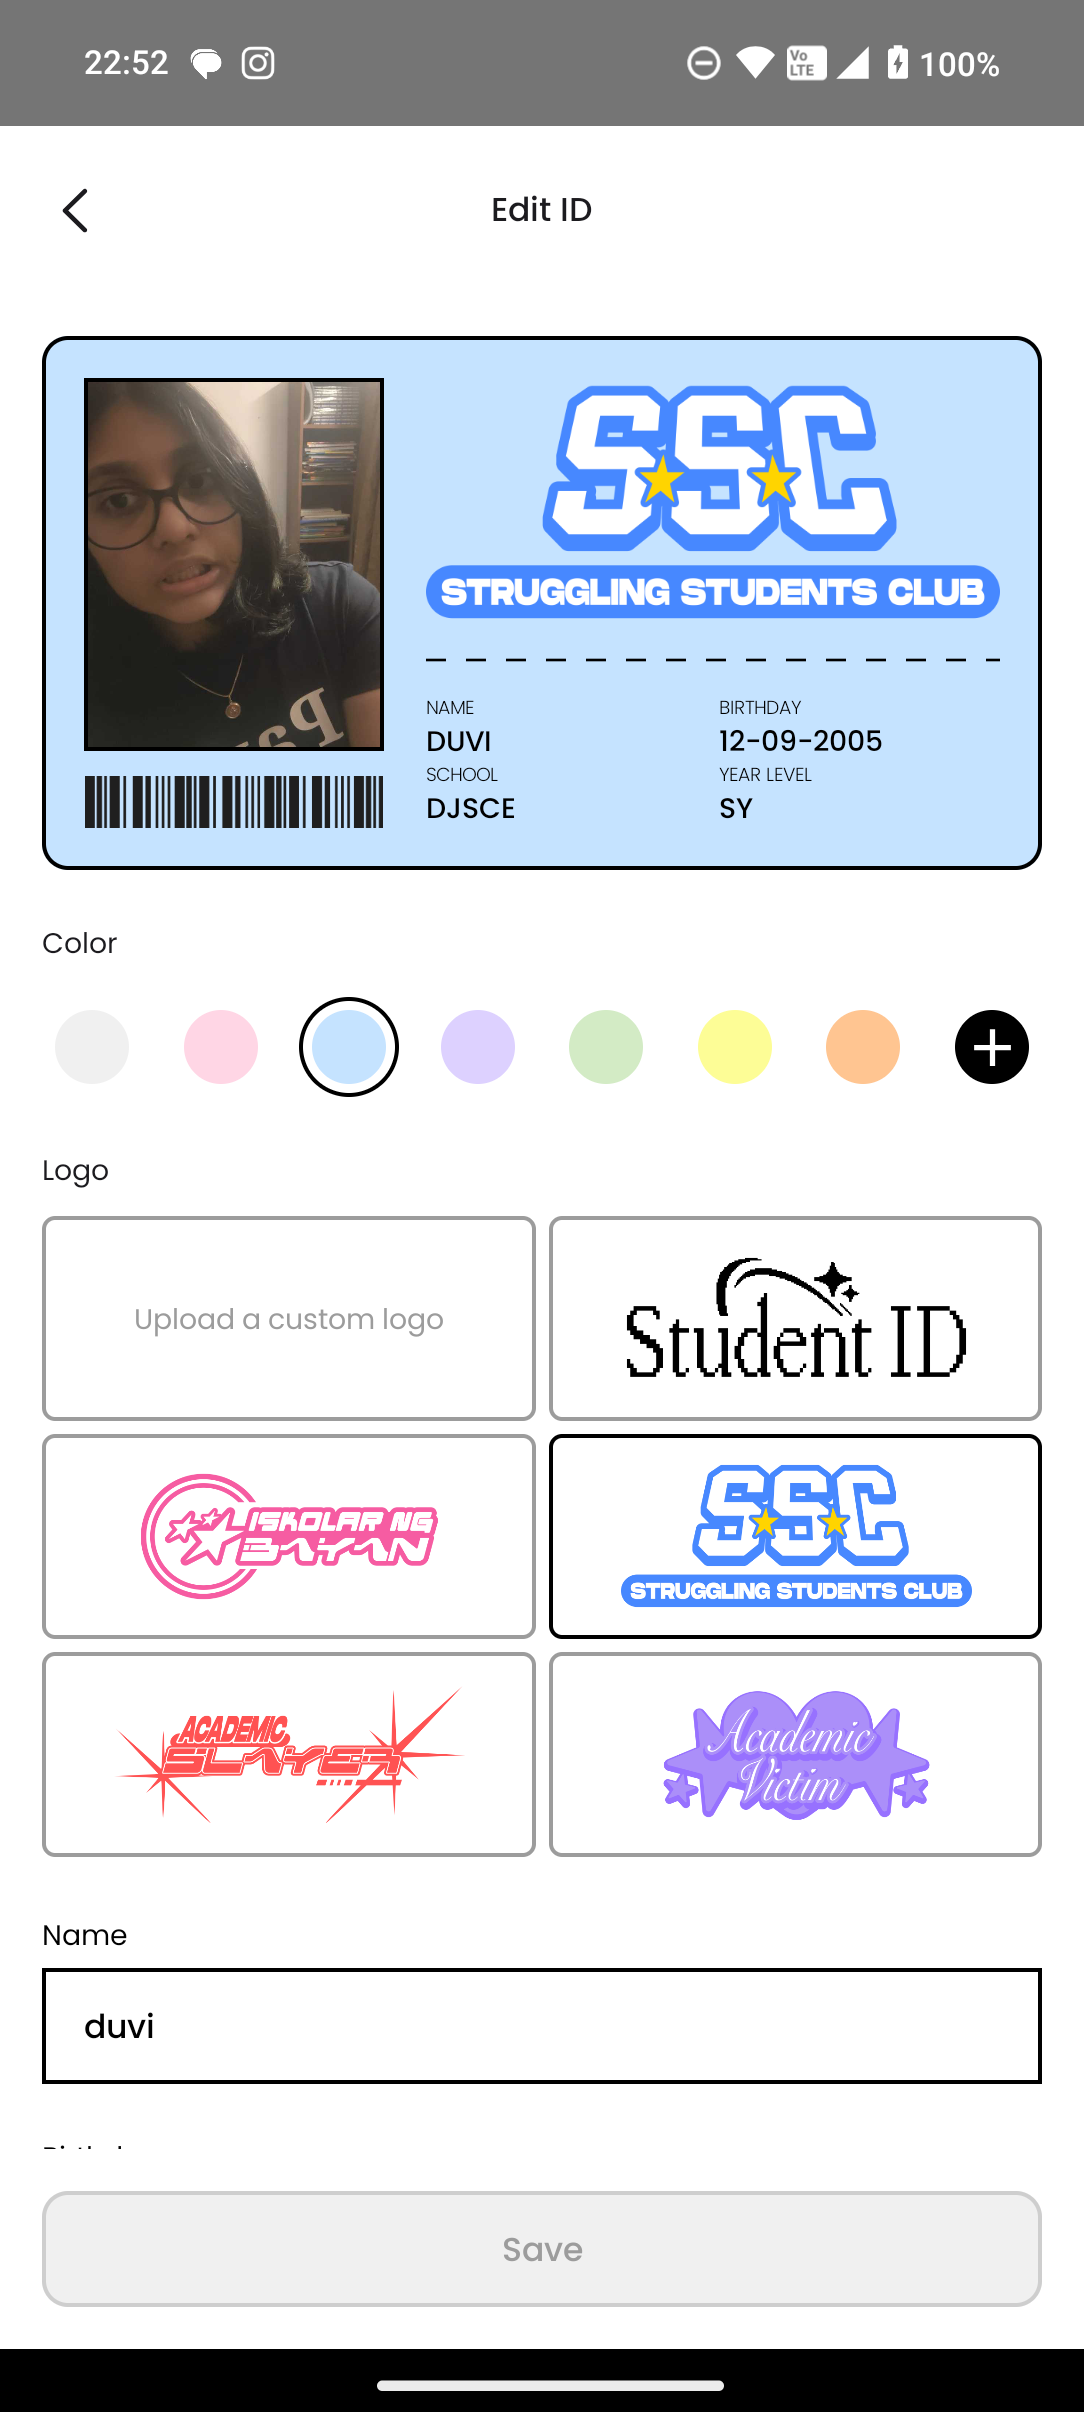 22:52
Vo
LTE
100%
Edit ID
SSC
STRUGGLING STUDENTS CLUB
NAME
DUVI
BIRTHDAY
12-09-2005
SCHOOL
DJSCE
YEAR LEVEL
SY
Color
Logo
Upload a custom logo
Student ID
ISKOLAR NG
BAYAN
SSC
STRUGGLING STUDENTS CLUB
ACADEMIC
SLAYER
Academic
Victim
Name
duvi
Save